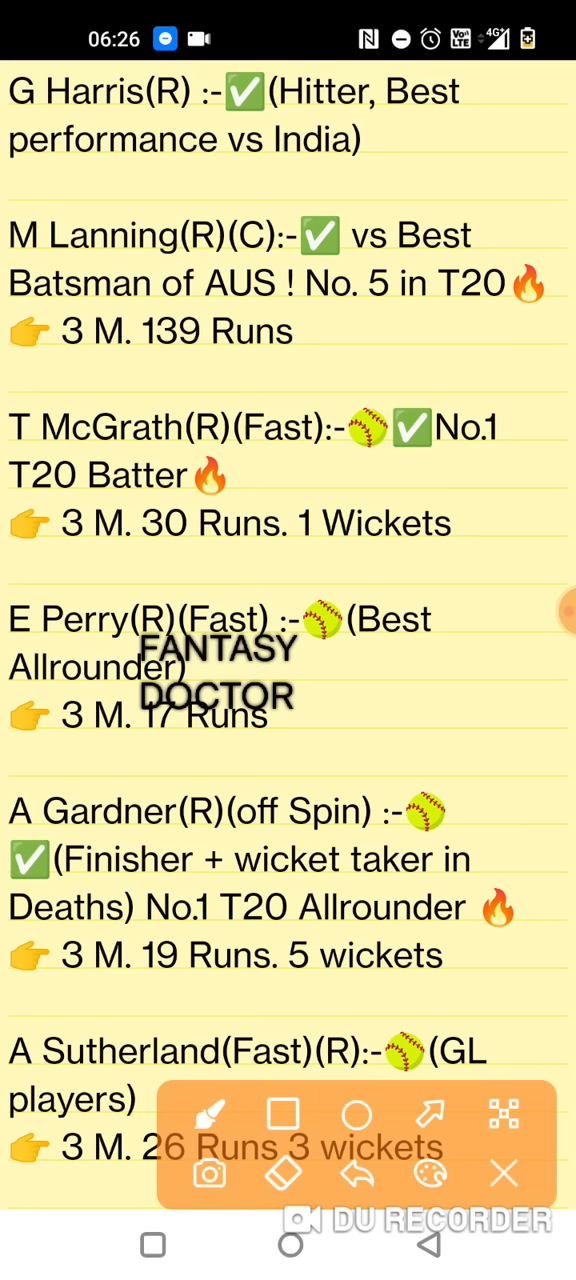 06:26
4G+
Vo)
LTE
G Harris(R) :-✅(Hitter, Best
performance vs India)
M Lanning(R)(C):-✅ vs Best
Batsman of AUS ! No. 5 in T20🔥
👉 3 M. 139 Runs
T McGrath(R)(Fast):-🥎✅No.1
T20 Batter🔥
👉 3 M. 30 Runs. 1 Wickets
E Perry(R)(Fast) :-🥎(Best
Allrounder)
FANTASY
DOCTOR
👉 3 M. 17 Runs
A Gardner(R)(off Spin) :-🥎
✅(Finisher + wicket taker in
Deaths) No.1 T20 Allrounder 🔥
👉 3 M. 19 Runs. 5 wickets
A Sutherland(Fast)(R):-🥎(GL
players)
👉 3 M. 26 Runs 3 wickets
DU RECORDER